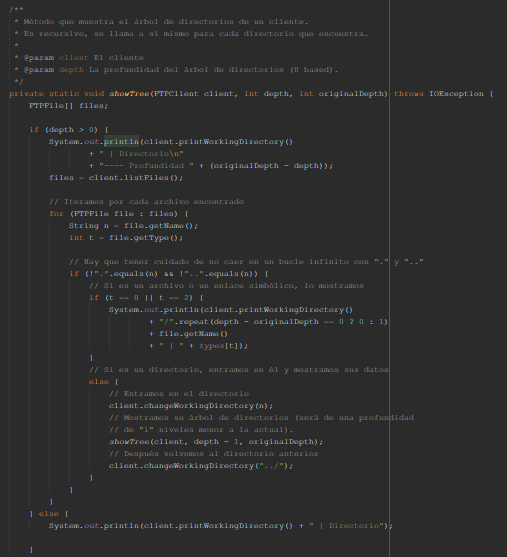 /**
 * Método que muestra el árbol de directorios de un cliente.
 * Es recursivo, se llama a si mismo para cada directorio que encuentra.
 *
 * @param client El cliente
 * @param depth La profundidad del árbol de directorios (0 based).
 */
private static void showTree(FTPClient client, int depth, int originalDepth) throws IOException {
    FTPFile[] files;

    if (depth > 0) {
        System.out.println(client.printWorkingDirectory()
                + " | Directorio\n"
                + "---- Profundidad " + (originalDepth - depth));
        files = client.listFiles();

        // Iteramos por cada archivo encontrado
        for (FTPFile file : files) {
            String n = file.getName();
            int t = file.getType();

            // Hay que tener cuidado de no caer en un bucle infinito con "." y ".."
            if (!".".equals(n) && !"..".equals(n)) {
                // Si es un archivo o un enlace simbólico, lo mostramos
                if (t == 0 || t == 2) {
                    System.out.println(client.printWorkingDirectory()
                            + "/".repeat(depth - originalDepth == 0 ? 0 : 1)
                            + file.getName()
                            + " | " + types[t]);
                }
                // Si es un directorio, entramos en él y mostramos sus datos
                else {
                    // Entramos en el directorio
                    client.changeWorkingDirectory(n);
                    // Mostramos su árbol de directorios (será de una profundidad
                    // de "1" niveles menor a la actual).
                    showTree(client, depth - 1, originalDepth);
                    // Después volvemos al directorio anterior
                    client.changeWorkingDirectory("../");
                }
            }
        }
    } else {
        System.out.println(client.printWorkingDirectory() + " | Directorio");

    }